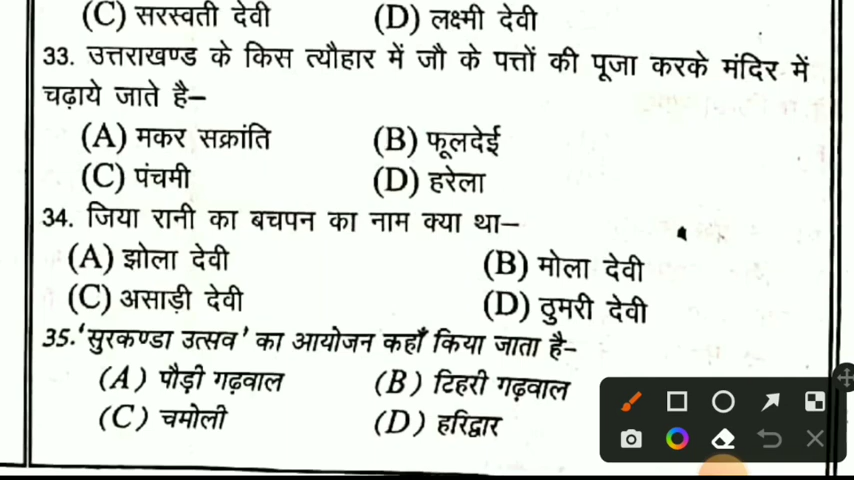 (C) सरस्वती देवी (D) लक्ष्मी देवी
33. उत्तराखण्ड के किस त्यौहार में जौ के पत्तों की पूजा करके मंदिर में
चढ़ाये जाते है–
(A) मकर सक्रांति (B) फूलदेई
(C) पंचमी (D) हरेला
34. जिया रानी का बचपन का नाम क्या था–
(A) झोला देवी (B) मोला देवी
(C) असाड़ी देवी (D) ठुमरी देवी
35. 'सुरकण्डा उत्सव' का आयोजन कहाँ किया जाता है–
(A) पौड़ी गढ़वाल (B) टिहरी गढ़वाल
(C) चमोली (D) हरिद्वार